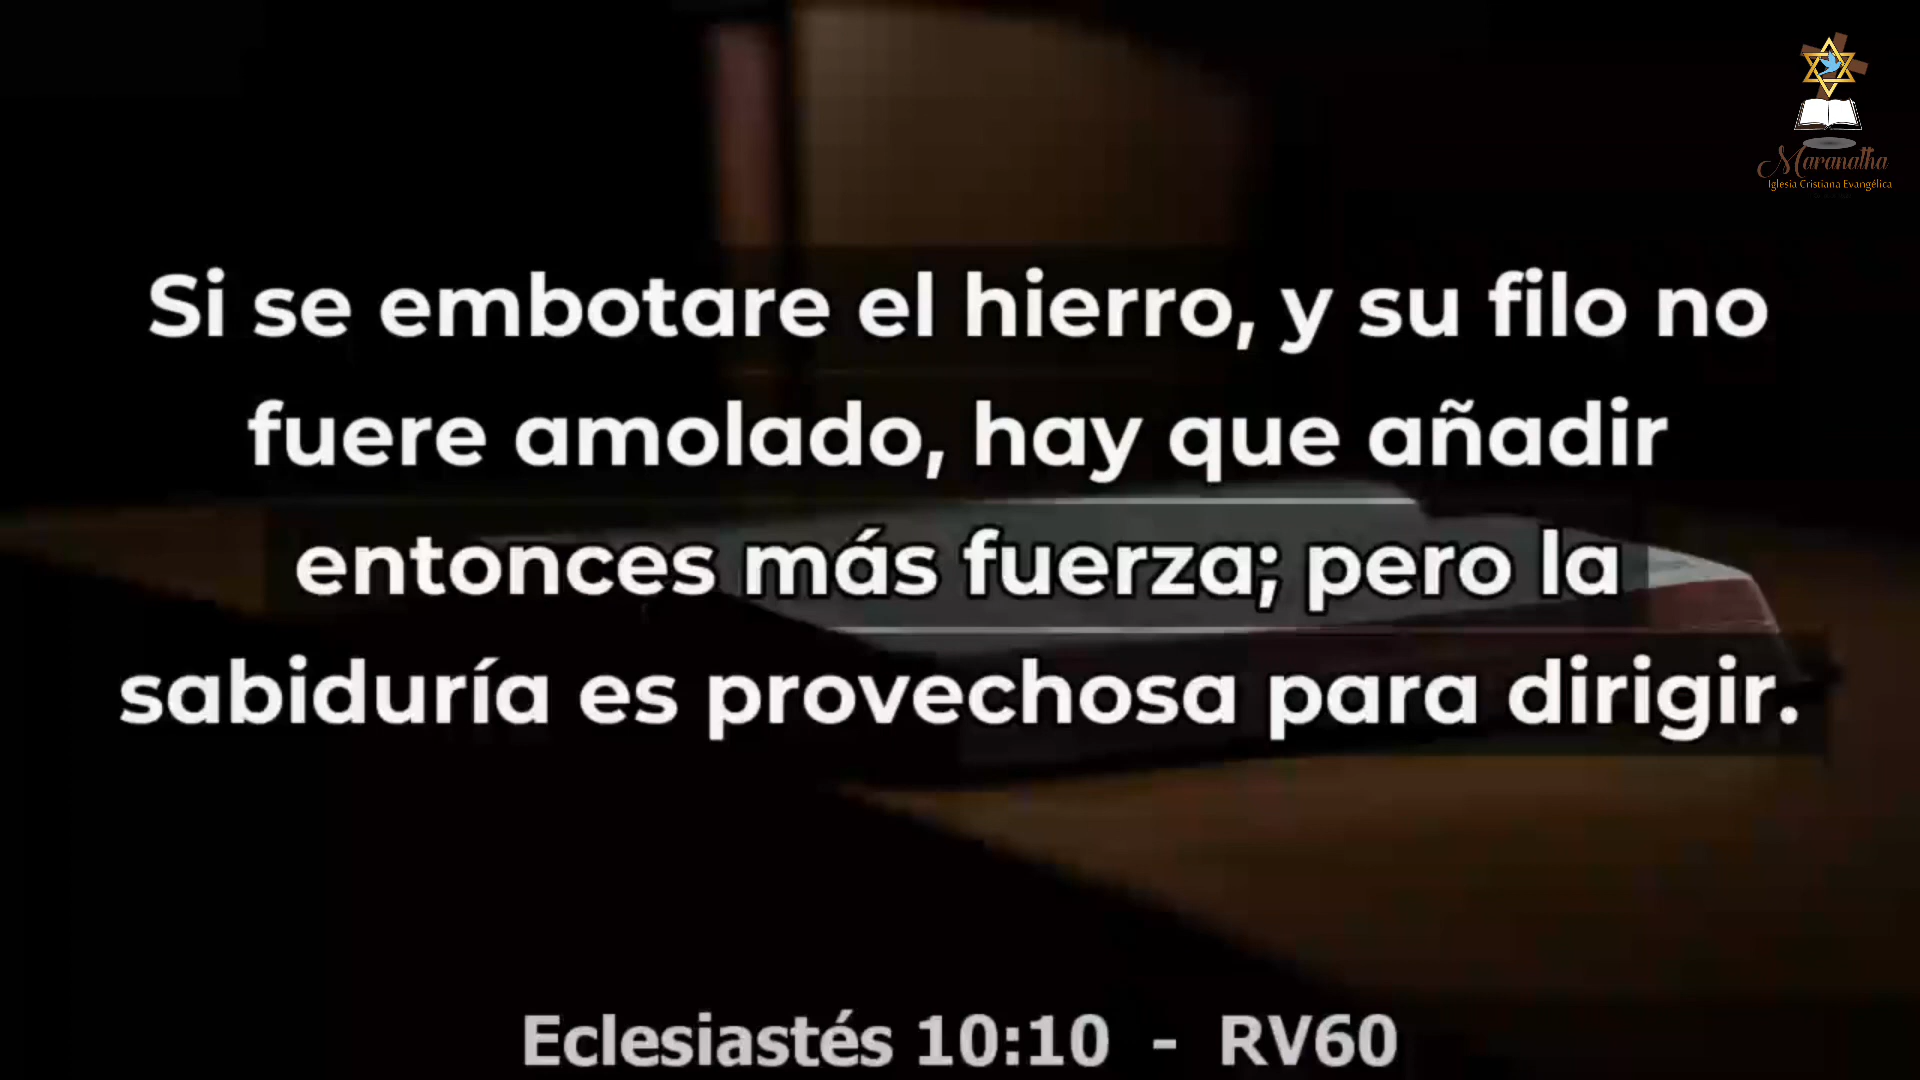 Maranatha
Iglesia Cristiana Evangélica
Si se embotare el hierro, y su filo no
fuere amolado, hay que añadir
entonces más fuerza; pero la
sabiduría es provechosa para dirigir.
Eclesiastés 10:10 - RV60